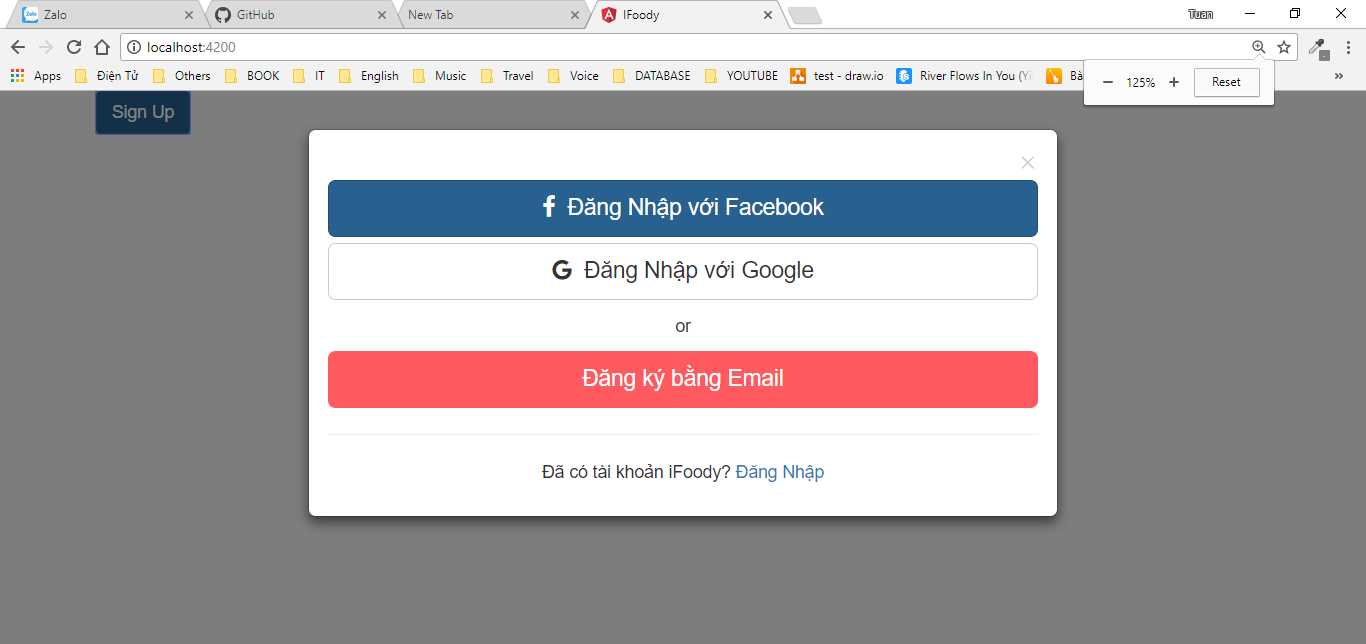 Zalo GitHub New Tab IFoody Tuan
localhost:4200
Apps Điện Tử Others BOOK IT English Music Travel Voice DATABASE YOUTUBE test - draw.io River Flows In You (Yi Bà
125% Reset
Sign Up
Đăng Nhập với Facebook
Đăng Nhập với Google
or
Đăng ký bằng Email
Đã có tài khoản iFoody? Đăng Nhập